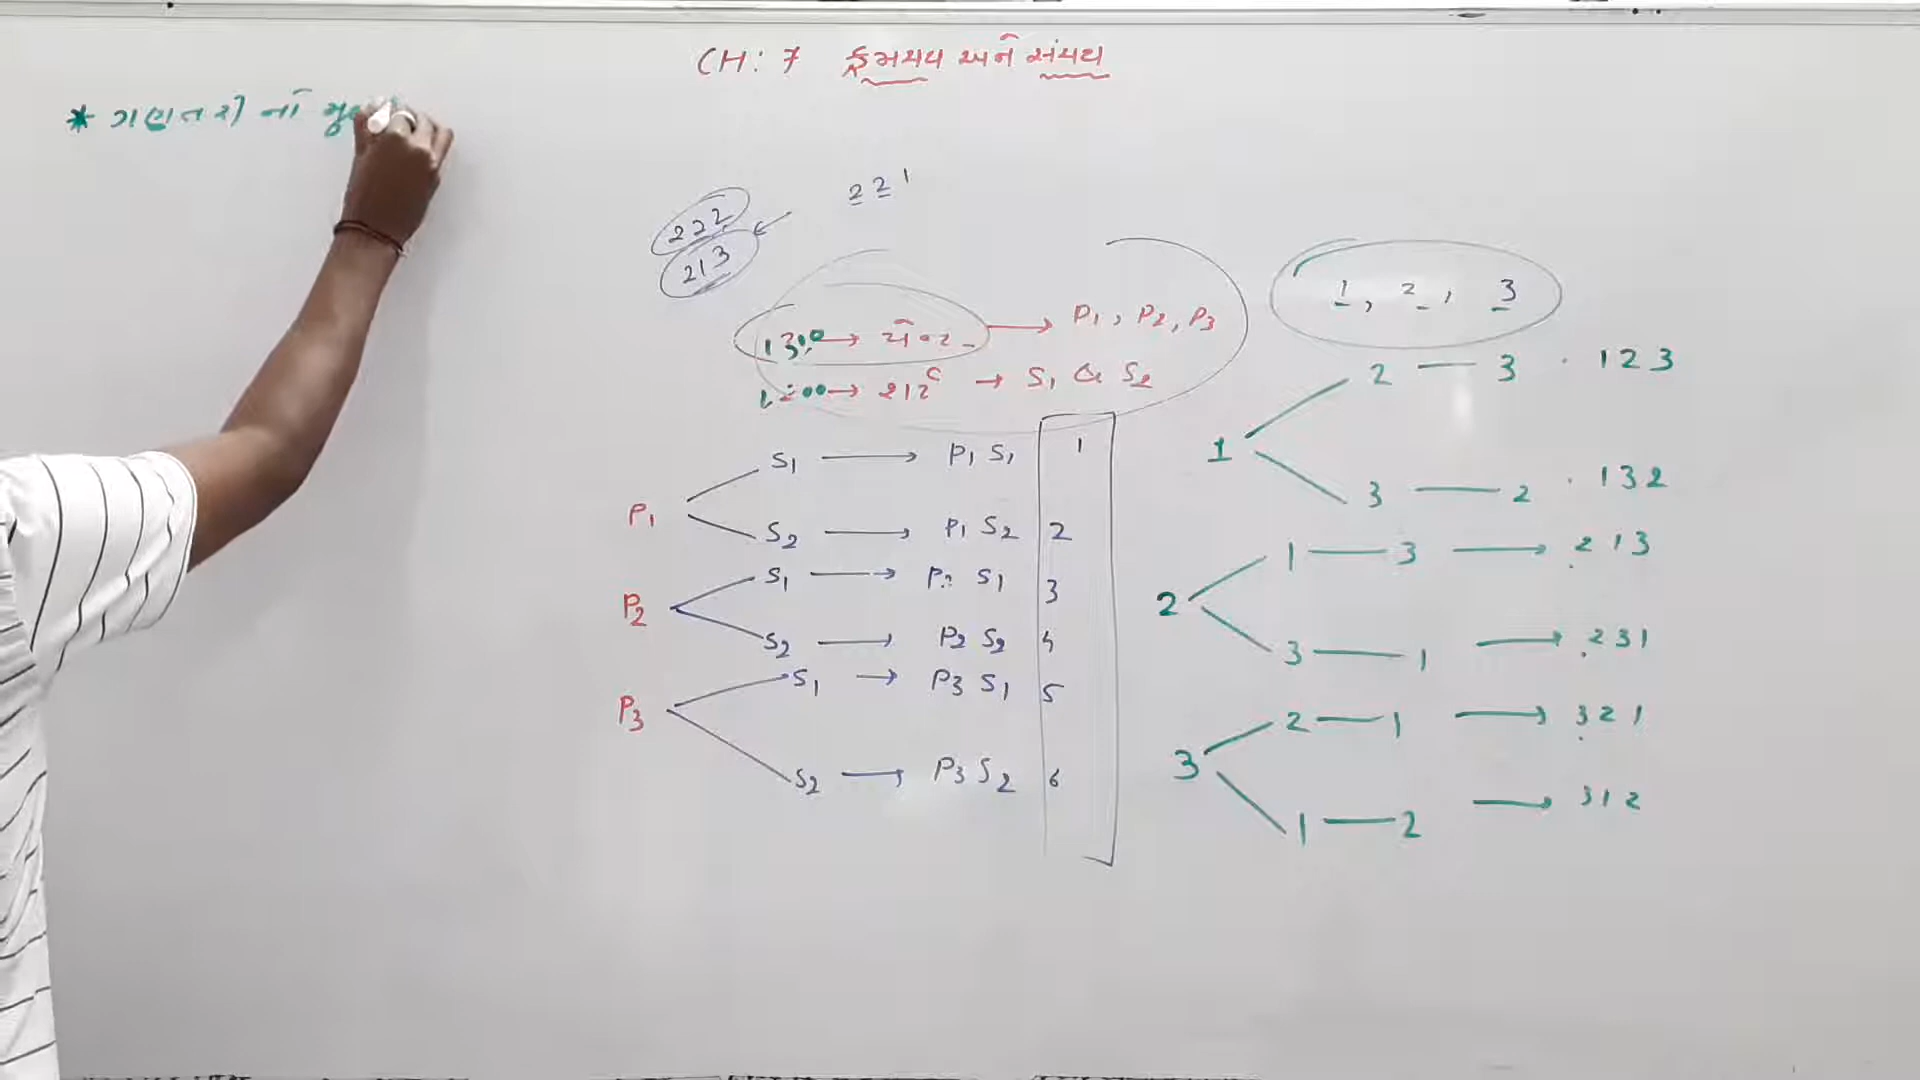 CH: 7 ક્રમચય અને સંચય
* ગણતરી નો મૂ
2 2 1
222
213
→ → P1, P2, P3
→ → S1 & S2
1, 2, 3
S1 → P1 S1 1
P1
S2 → P1 S2 2
S1 → P2 S1 3
P2
S2 → P2 S2 4
S1 → P3 S1 5
P3
S2 → P3 S2 6
2 — 3 . 123
1
3 — 2 . 132
1 — 3 → 213
2
3 — 1 → 231
2 — 1 → 321
3
1 — 2 → 312